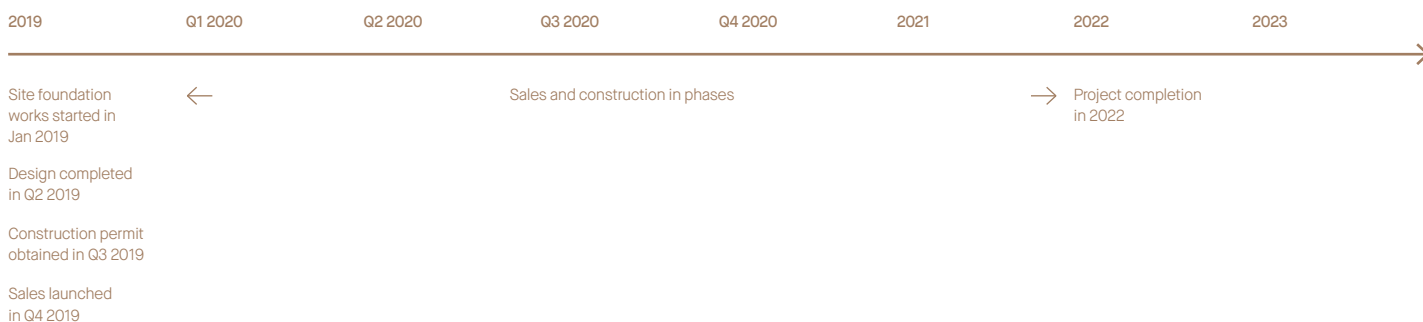 2019 Q1 2020 Q2 2020 Q3 2020 Q4 2020 2021 2022 2023
Site foundation
works started in
Jan 2019
Design completed
in Q2 2019
Construction permit
obtained in Q3 2019
Sales launched
in Q4 2019
Sales and construction in phases
Project completion
in 2022